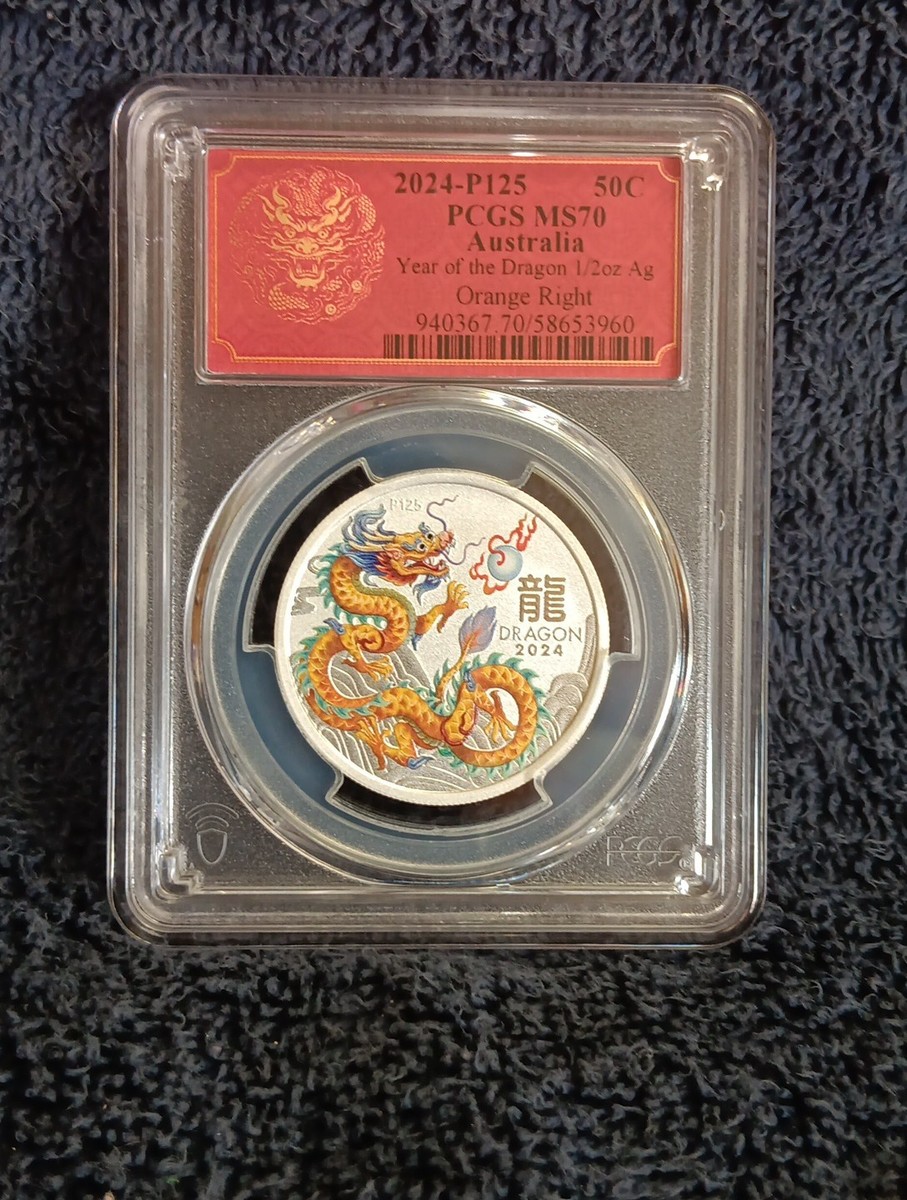 2024-P125 50C
PCGS MS70
Australia
Year of the Dragon 1/2oz Ag
Orange Right
940367.70/58653960
P125
龍
DRAGON
2024
PCGS